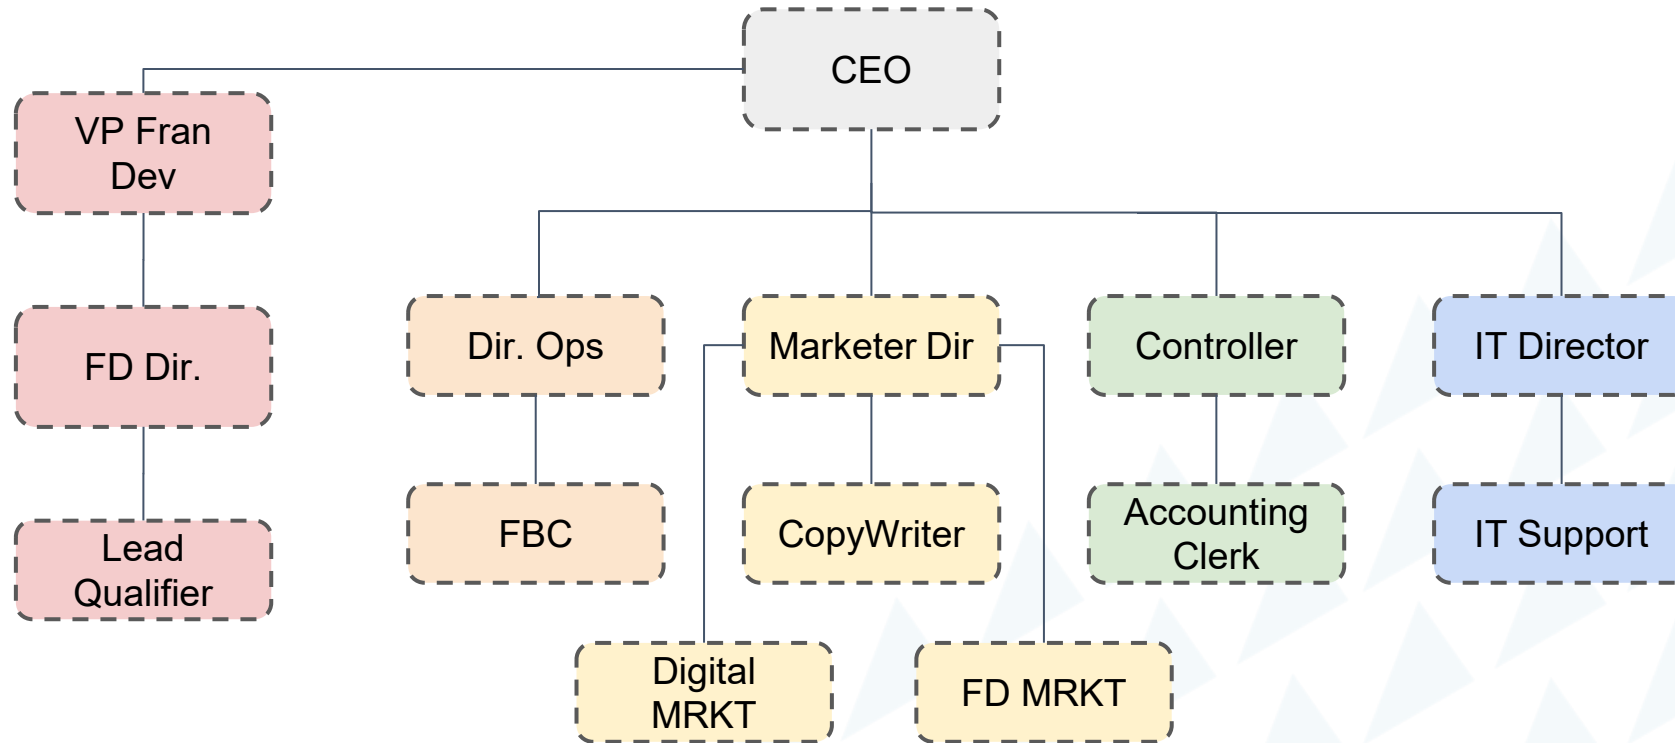 CEO
VP Fran
Dev
FD Dir.
Lead
Qualifier
Dir. Ops
Marketer Dir
Controller
IT Director
FBC
CopyWriter
Accounting
Clerk
IT Support
Digital
MRKT
FD MRKT